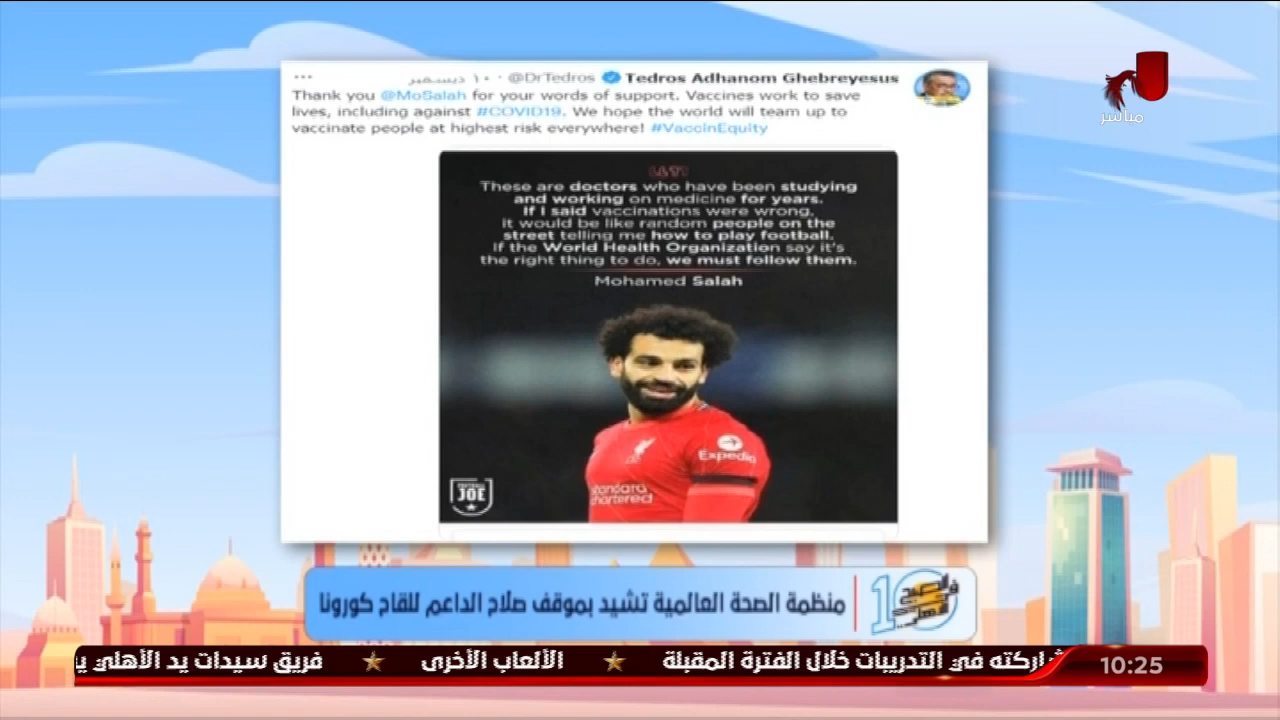 Tedros Adhanom Ghebreyesus @DrTedros · ١٠ ديسمبر
Thank you @MoSalah for your words of support. Vaccines work to save
lives, including against #COVID19. We hope the world will team up to
vaccinate people at highest risk everywhere! #VaccinEquity
These are doctors who have been studying
and working on medicine for years.
If I said vaccinations were wrong,
it would be like random people on the
street telling me how to play football.
If the World Health Organization say it's
the right thing to do, we must follow them.
Mohamed Salah
Expedia
standard
chartered
FOOTBALL
JOE
مباشر
منظمة الصحة العالمية تشيد بموقف صلاح الداعم للقاح كورونا
10
10:25
في التدريبات خلال الفترة المقبلة ★ الألعاب الأخرى ★ فريق سيدات يد الأهلي